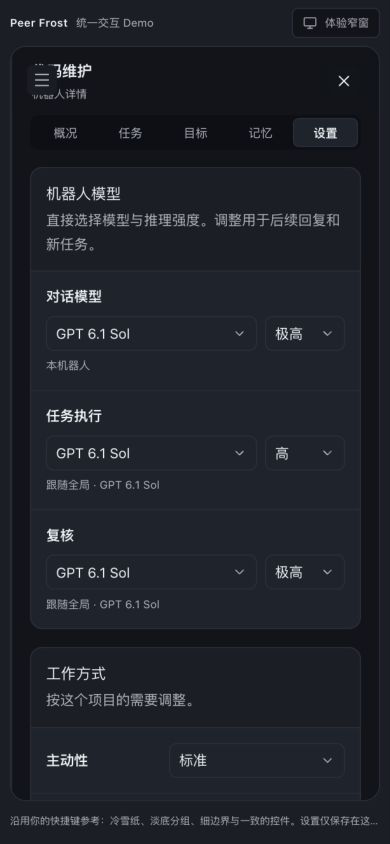 Peer Frost 统一交互 Demo
体验窄窗
码维护
机器人详情
概况 任务 目标 记忆 设置
机器人模型
直接选择模型与推理强度。调整用于后续回复和
新任务。
对话模型
GPT 6.1 Sol 极高
本机器人
任务执行
GPT 6.1 Sol 高
跟随全局 · GPT 6.1 Sol
复核
GPT 6.1 Sol 极高
跟随全局 · GPT 6.1 Sol
工作方式
按这个项目的需要调整。
主动性 标准
沿用你的快捷键参考：冷雪纸、淡底分组、细边界与一致的控件。设置仅保存在这...